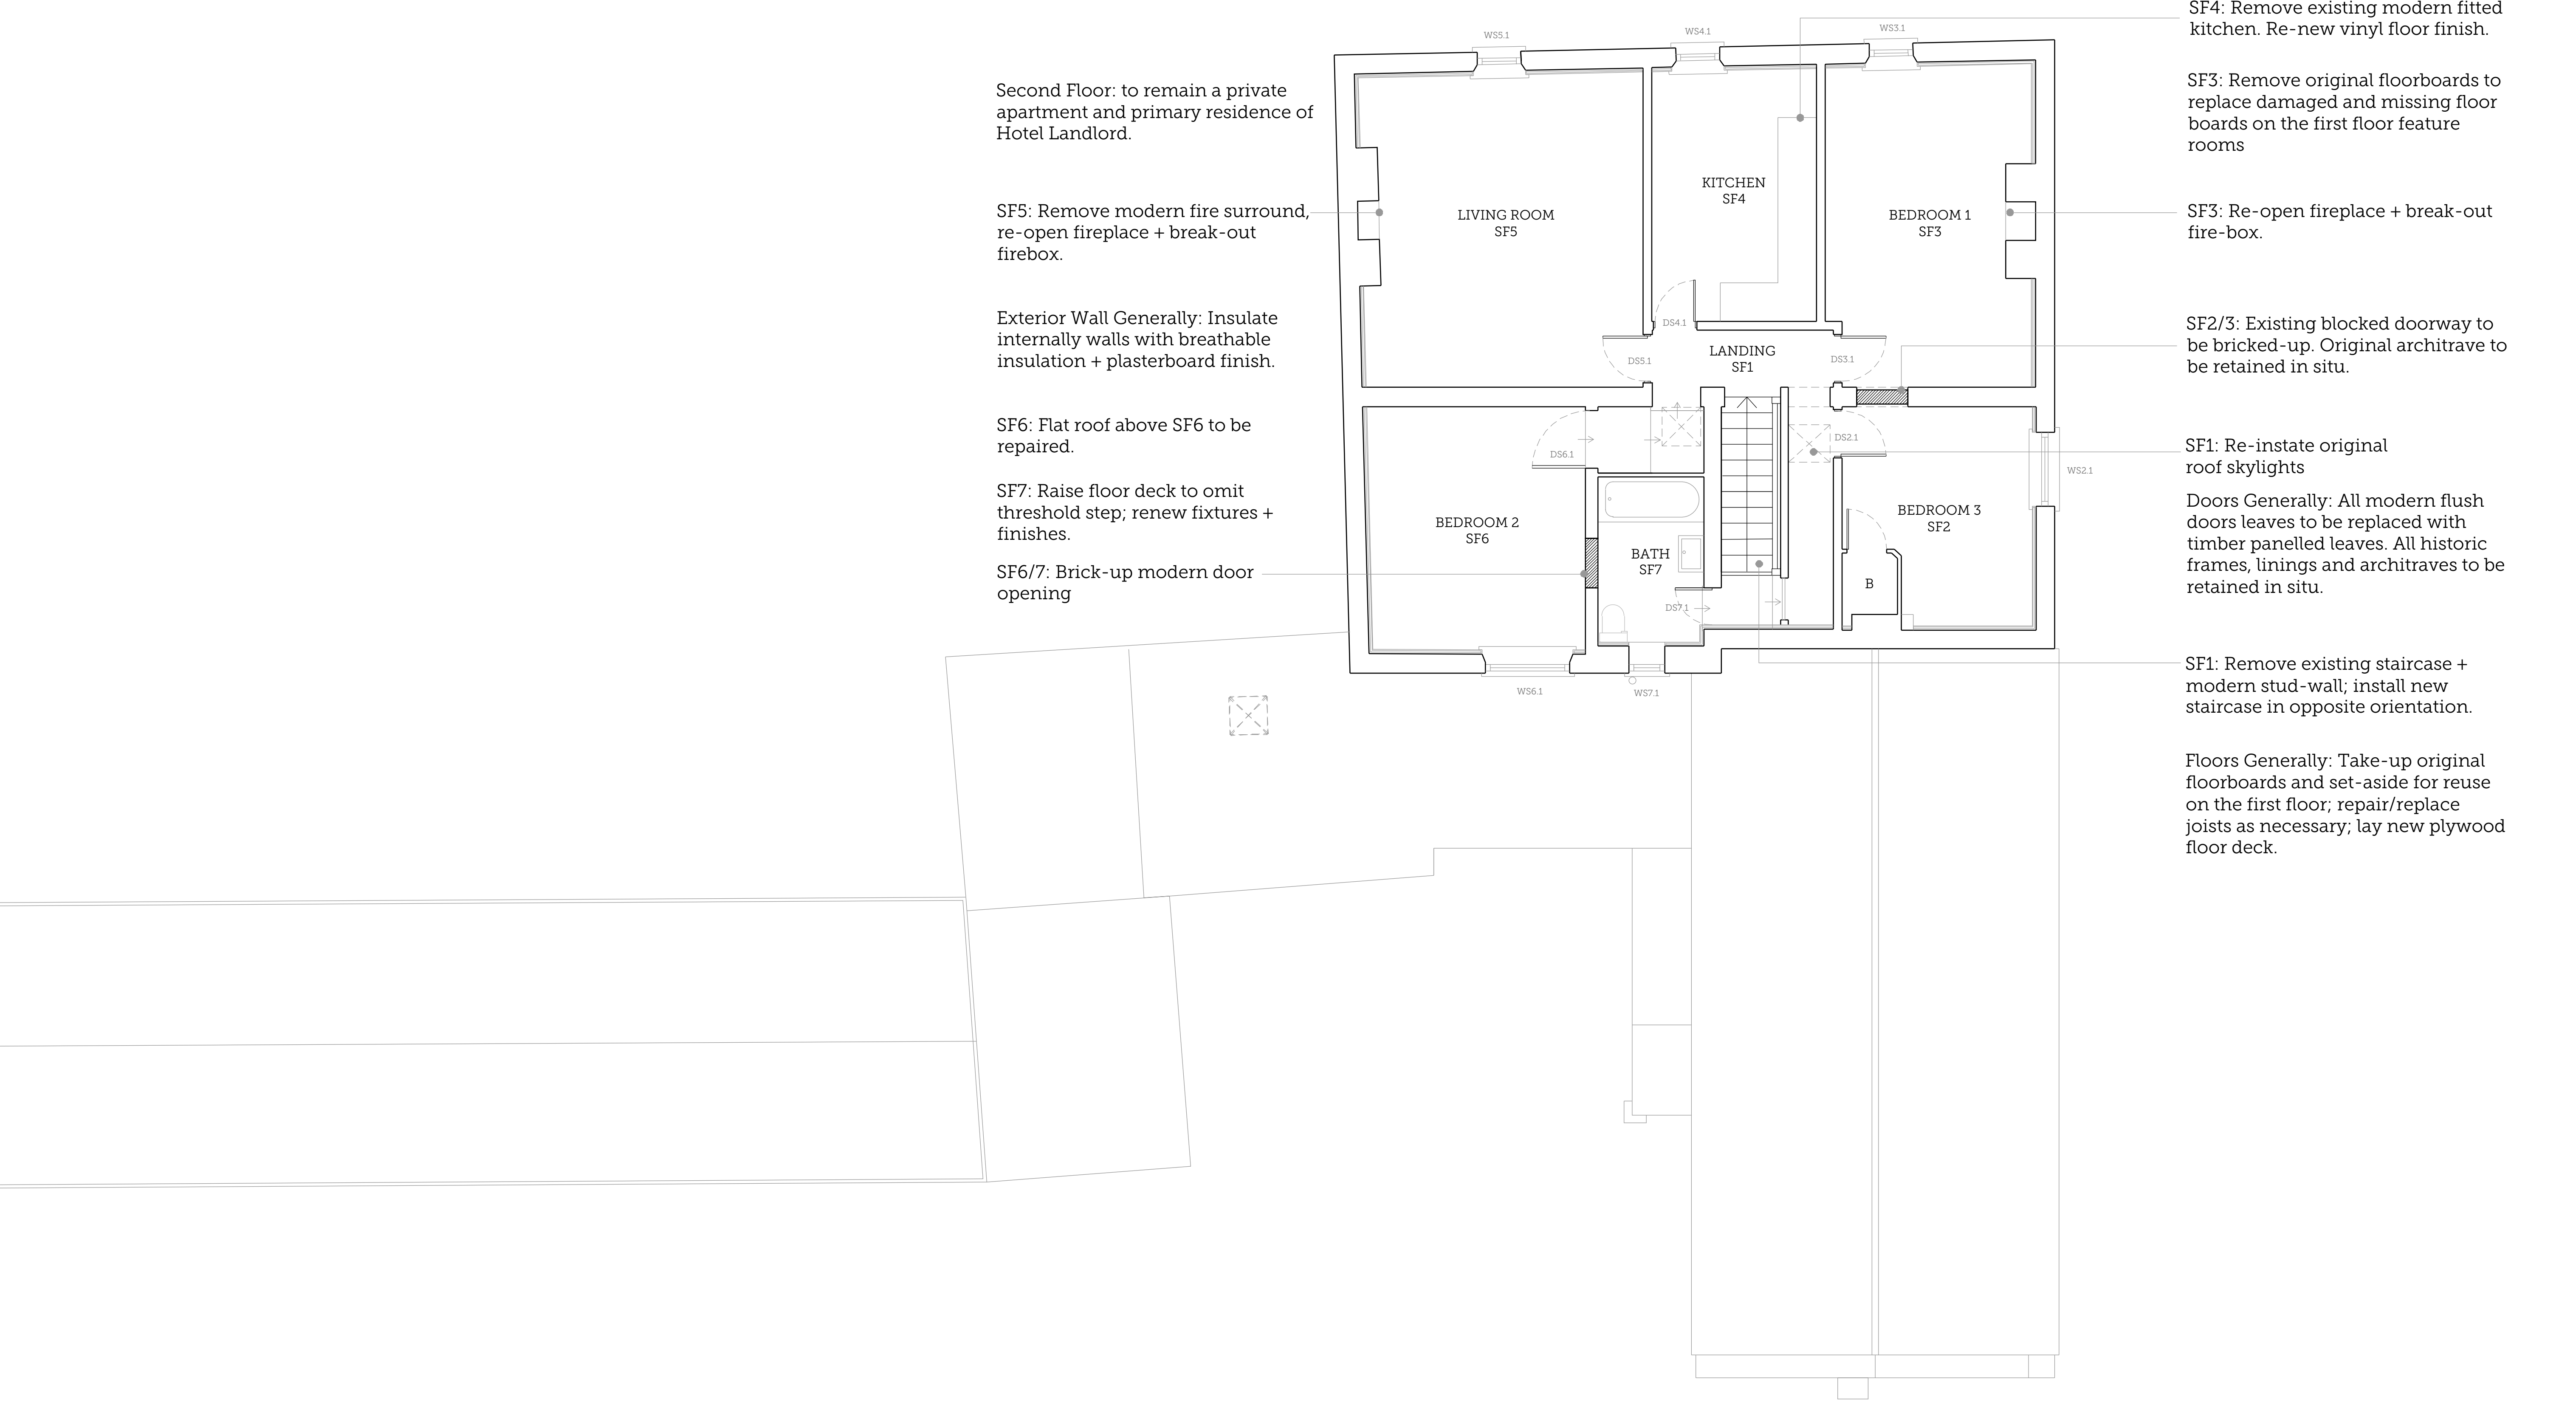 Second Floor: to remain a private
apartment and primary residence of
Hotel Landlord.
SF5: Remove modern fire surround,
re-open fireplace + break-out
firebox.
Exterior Wall Generally: Insulate
internally walls with breathable
insulation + plasterboard finish.
SF6: Flat roof above SF6 to be
repaired.
SF7: Raise floor deck to omit
threshold step; renew fixtures +
finishes.
SF6/7: Brick-up modern door
opening
WS5.1
WS4.1
WS3.1
LIVING ROOM
SF5
KITCHEN
SF4
BEDROOM 1
SF3
DS4.1
DS5.1
LANDING
SF1
DS3.1
DS6.1
DS2.1
WS2.1
BEDROOM 2
SF6
BATH
SF7
BEDROOM 3
SF2
B
DS7.1
WS6.1
WS7.1
SF4: Remove existing modern fitted
kitchen. Re-new vinyl floor finish.
SF3: Remove original floorboards to
replace damaged and missing floor
boards on the first floor feature
rooms
SF3: Re-open fireplace + break-out
fire-box.
SF2/3: Existing blocked doorway to
be bricked-up. Original architrave to
be retained in situ.
SF1: Re-instate original
roof skylights
Doors Generally: All modern flush
doors leaves to be replaced with
timber panelled leaves. All historic
frames, linings and architraves to be
retained in situ.
SF1: Remove existing staircase +
modern stud-wall; install new
staircase in opposite orientation.
Floors Generally: Take-up original
floorboards and set-aside for reuse
on the first floor; repair/replace
joists as necessary; lay new plywood
floor deck.